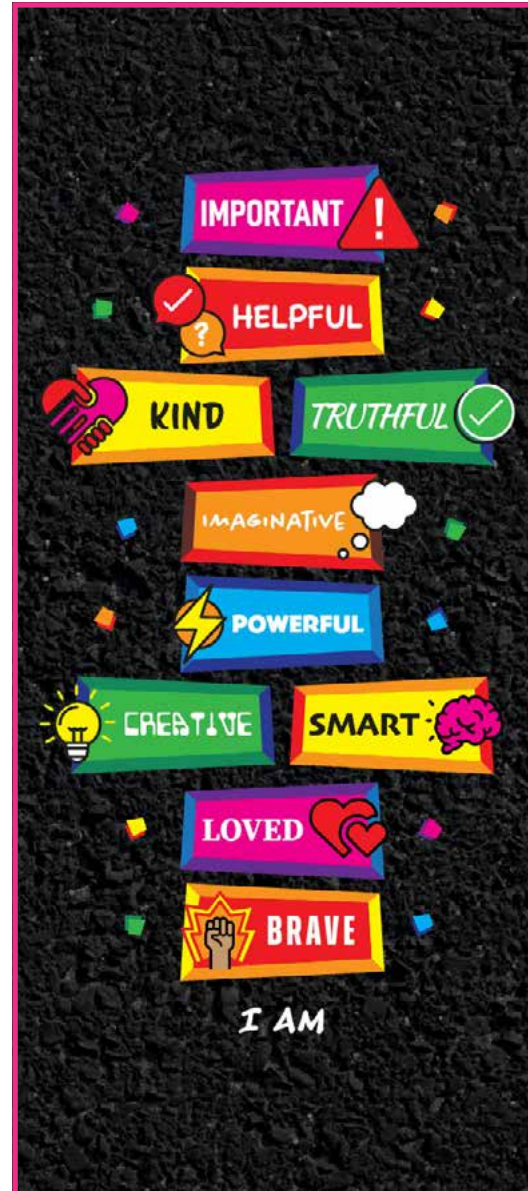 IMPORTANT !
HELPFUL
?
KIND TRUTHFUL
IMAGINATIVE
POWERFUL
CREATIVE SMART
LOVED
BRAVE
I AM